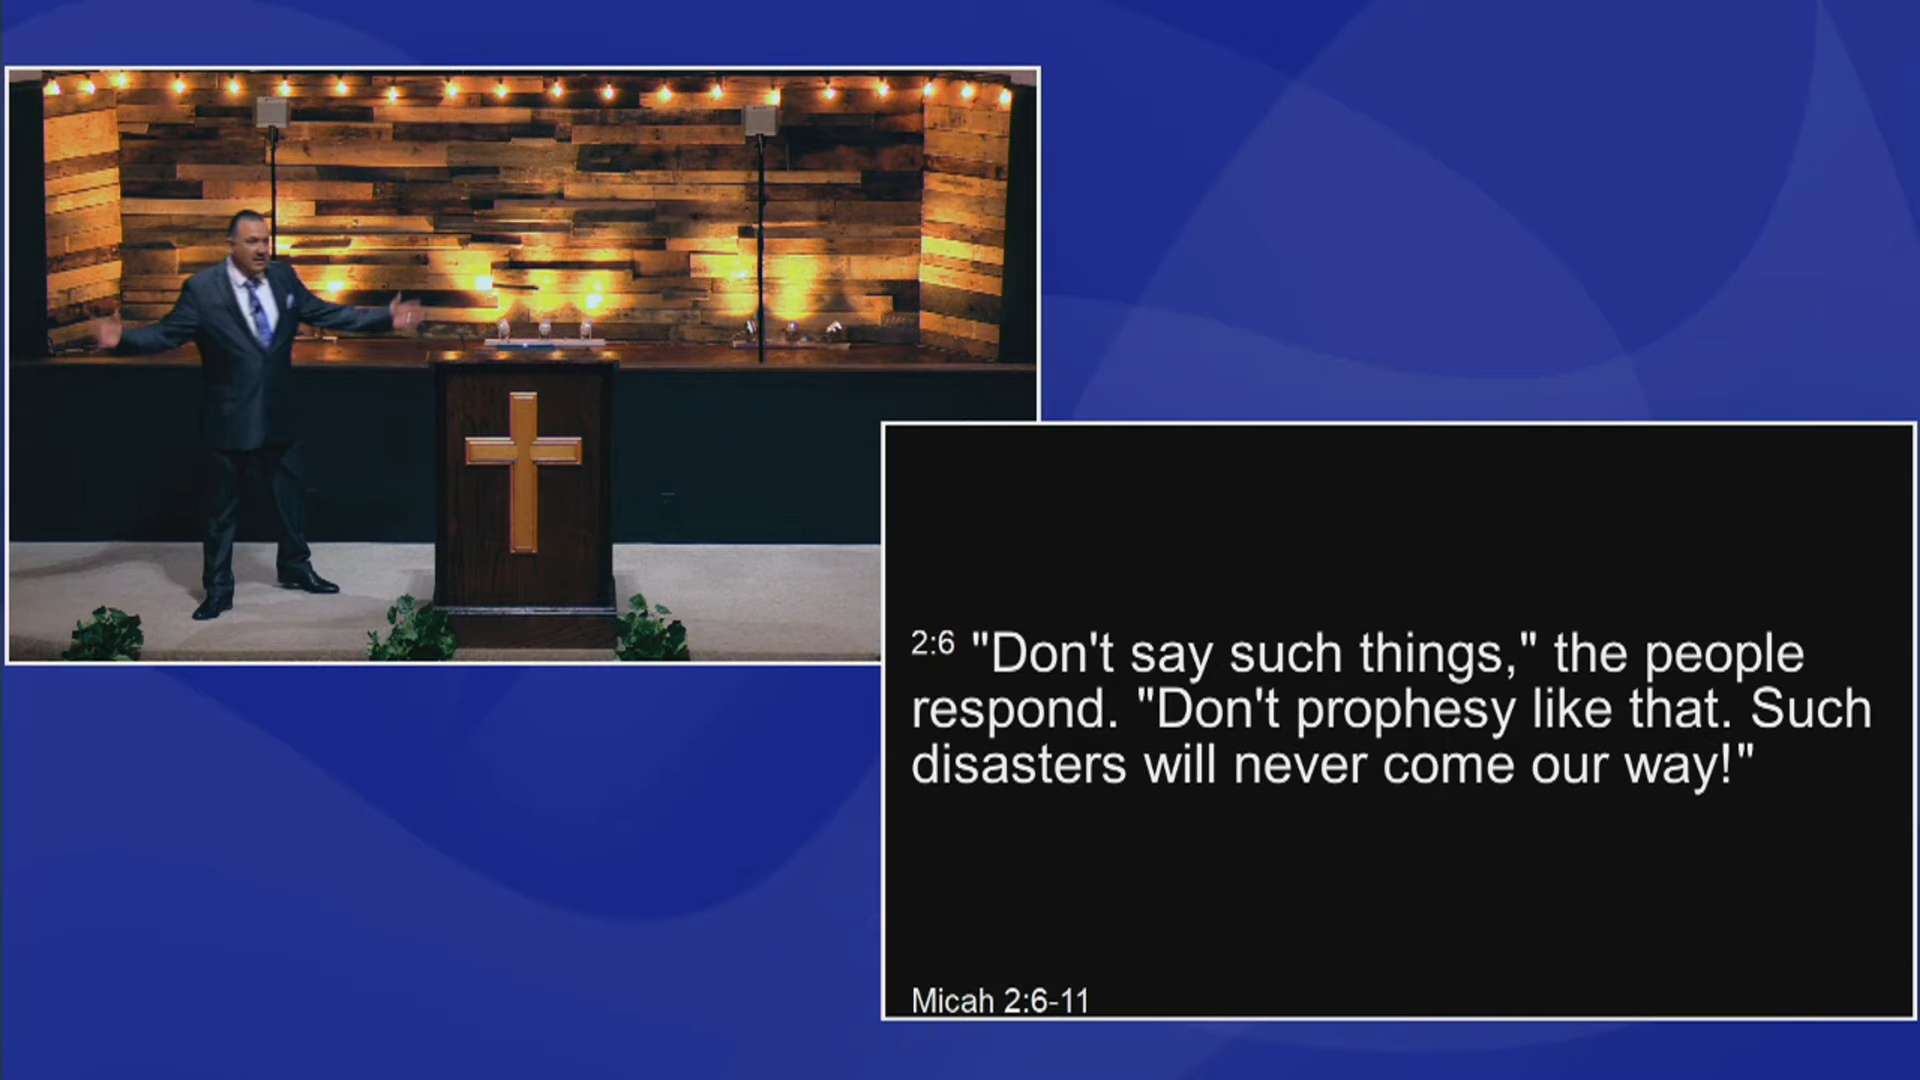 2:6 "Don't say such things," the people
respond. "Don't prophesy like that. Such
disasters will never come our way!"
Micah 2:6-11